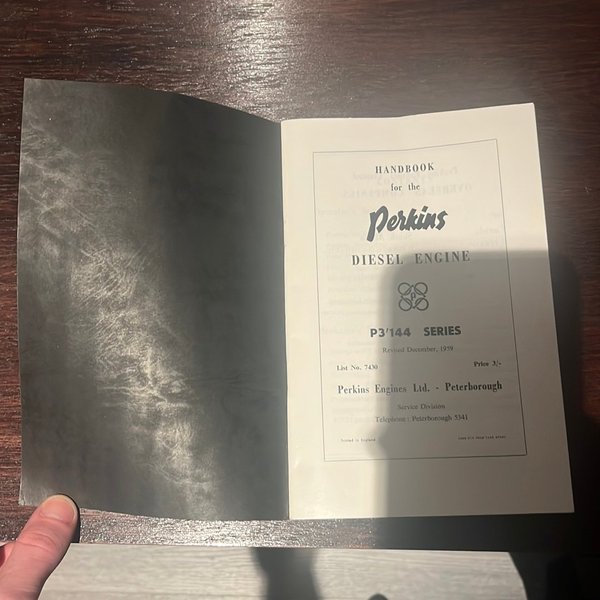 HANDBOOK
for the
Perkins
DIESEL ENGINE
P
P3'144 SERIES
Revised December, 1959
List No. 7430 Price 3/-
Perkins Engines Ltd. - Peterborough
Service Division
Telephone : Peterborough 5341
Printed in England